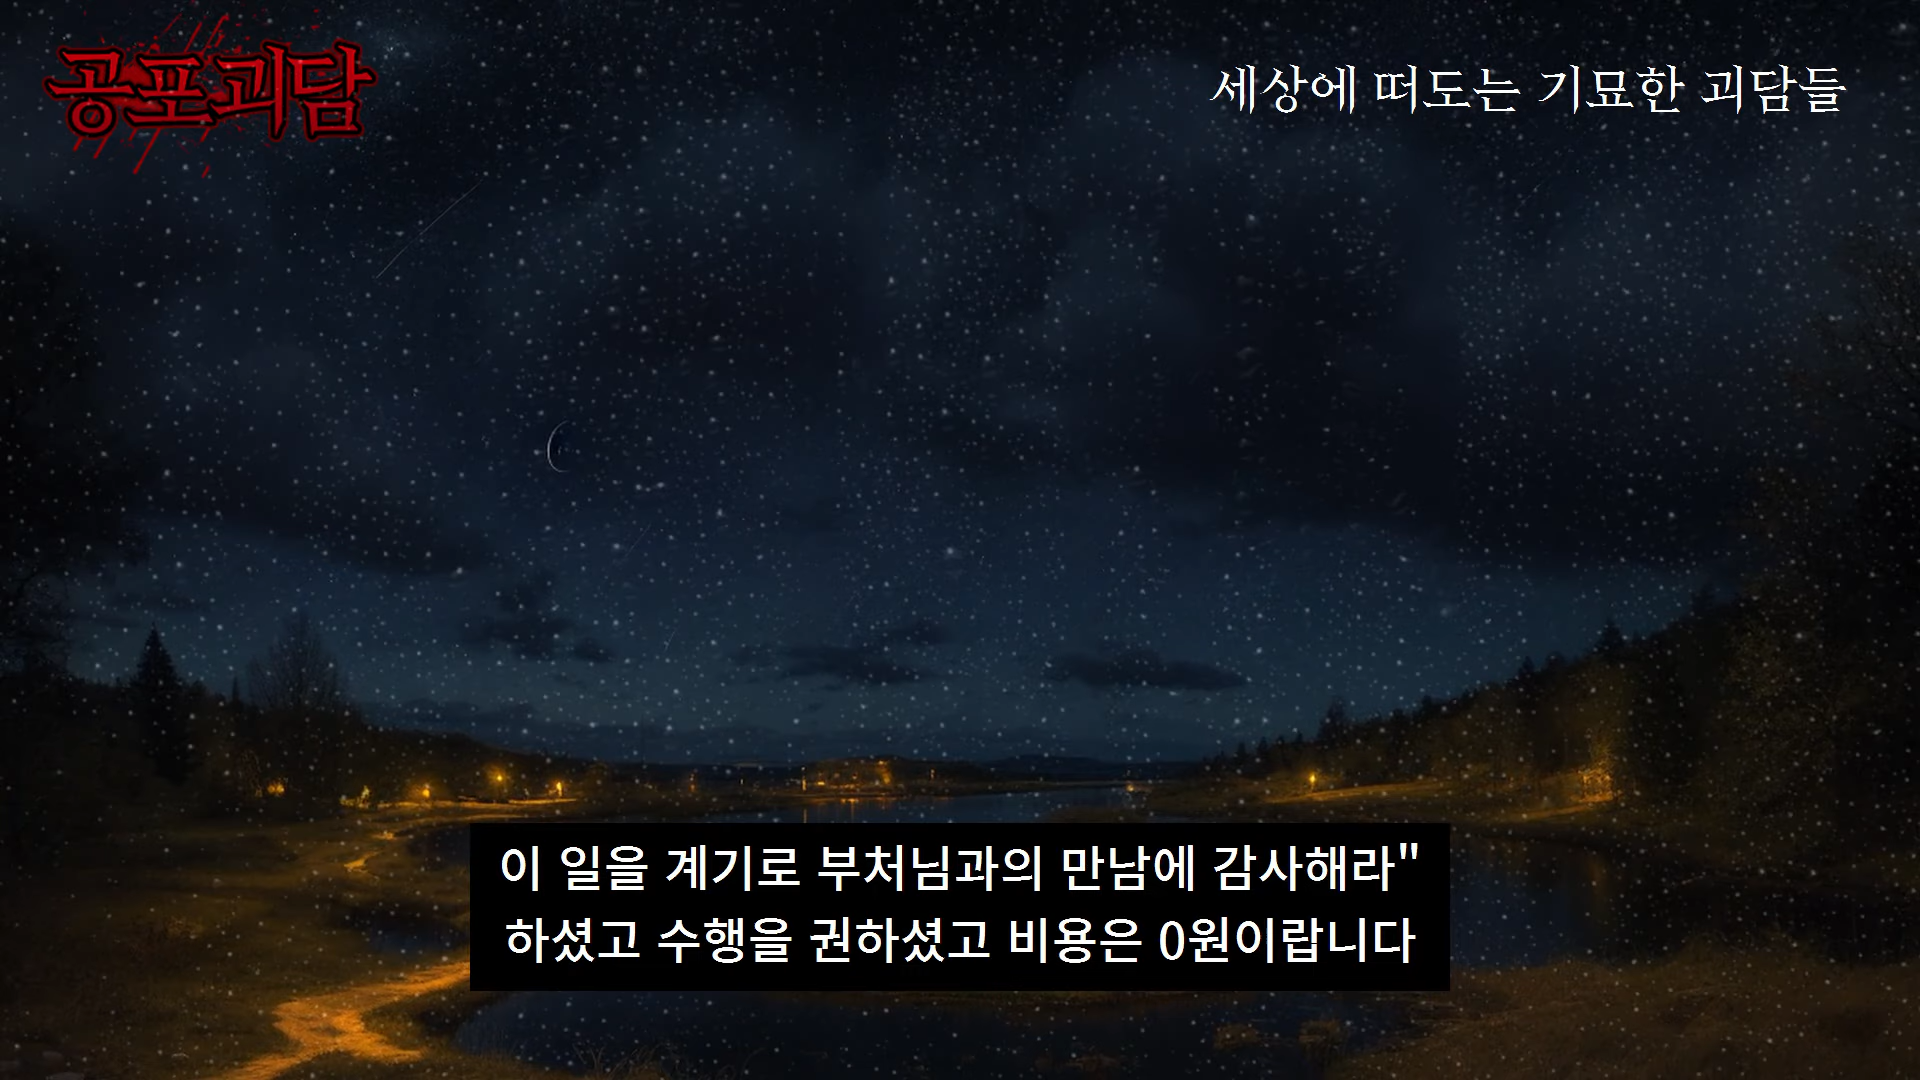 공포괴담
세상에 떠도는 기묘한 괴담들
이 일을 계기로 부처님과의 만남에 감사해라"
하셨고 수행을 권하셨고 비용은 0원이랍니다